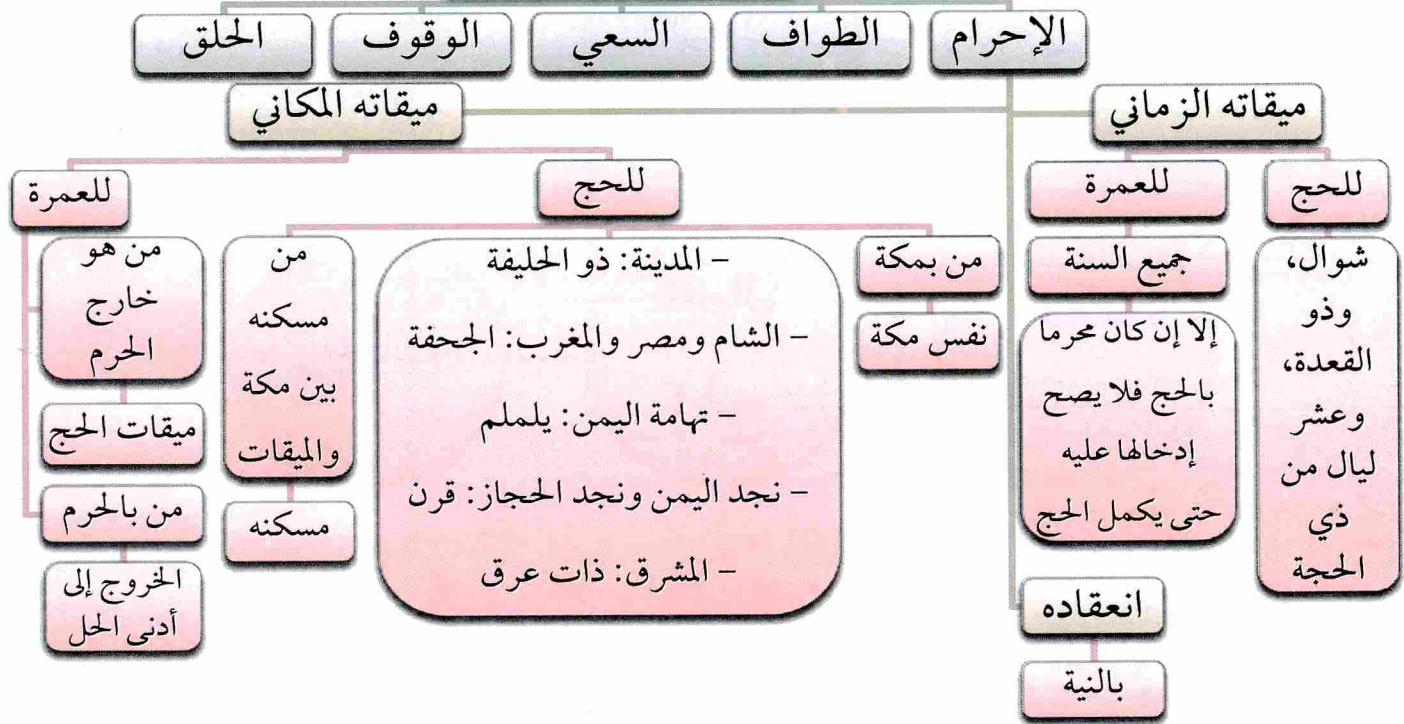 الإحرام
الطواف
السعي
الوقوف
الحلق
ميقاته الزماني
للحج
شوال،
وذو
القعدة،
وعشر
ليال من
ذي
الحجة
للعمرة
جميع السنة
إلا إن كان محرما
بالحج فلا يصح
إدخالها عليه
حتى يكمل الحج
ميقاته المكاني
للحج
من بمكة
نفس مكة
– المدينة: ذو الحليفة
– الشام ومصر والمغرب: الجحفة
– تهامة اليمن: يلملم
– نجد اليمن ونجد الحجاز: قرن
– المشرق: ذات عرق
من
مسكنه
بين مكة
والميقات
مسكنه
للعمرة
من هو
خارج
الحرم
ميقات الحج
من بالحرم
الخروج إلى
أدنى الحل
انعقاده
بالنية